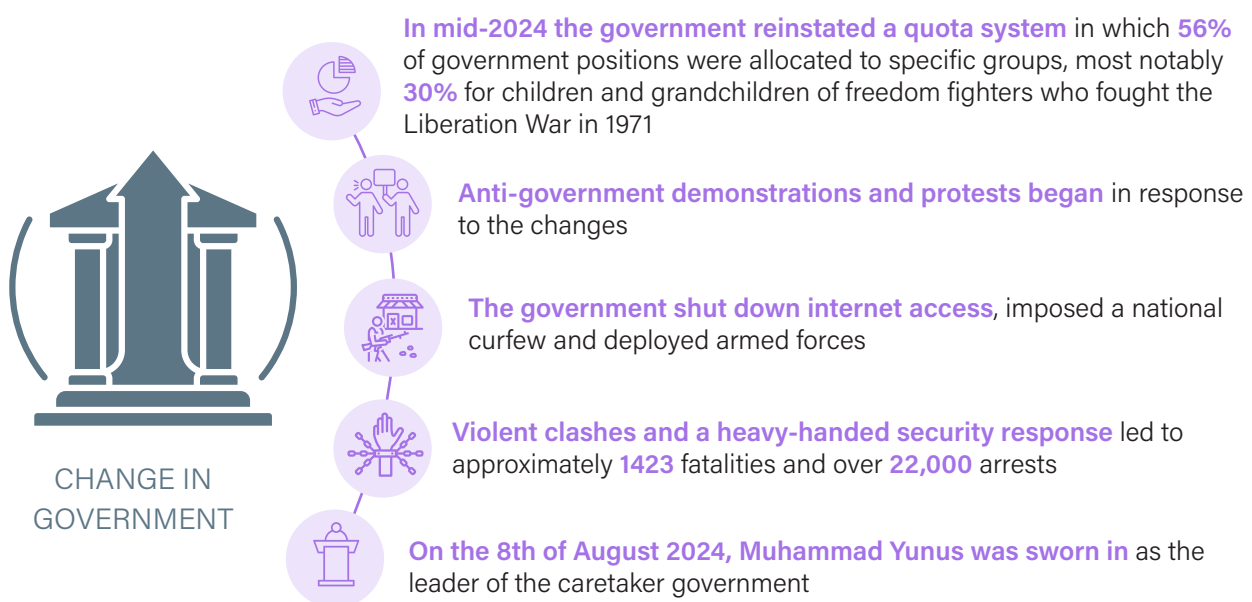 In mid-2024 the government reinstated a quota system in which 56%
of government positions were allocated to specific groups, most notably
30% for children and grandchildren of freedom fighters who fought the
Liberation War in 1971
Anti-government demonstrations and protests began in response
to the changes
The government shut down internet access, imposed a national
curfew and deployed armed forces
Violent clashes and a heavy-handed security response led to
approximately 1423 fatalities and over 22,000 arrests
On the 8th of August 2024, Muhammad Yunus was sworn in as the
leader of the caretaker government
CHANGE IN
GOVERNMENT